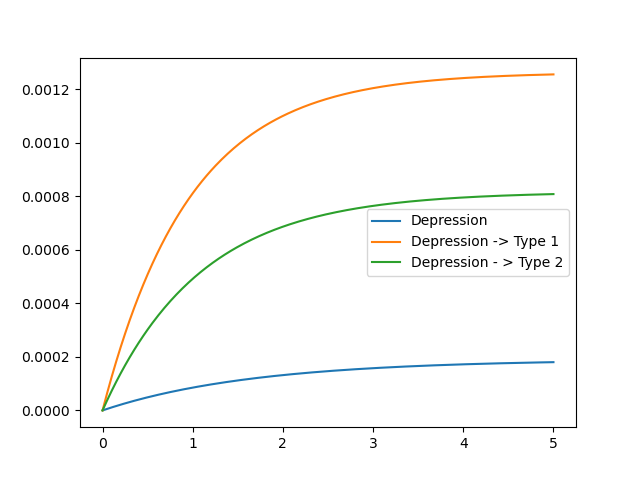 0.0012
0.0010
0.0008
0.0006
0.0004
0.0002
0.0000
Depression
Depression -> Type 1
Depression - > Type 2
0 1 2 3 4 5